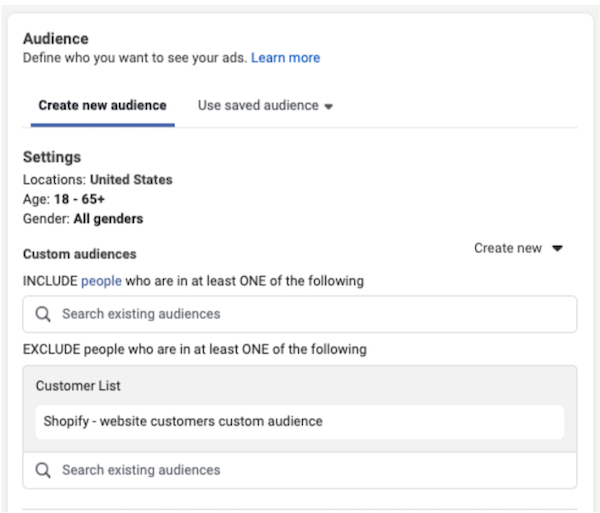 Audience
Define who you want to see your ads. Learn more
Create new audience
Use saved audience
Settings
Locations: United States
Age: 18 - 65+
Gender: All genders
Custom audiences
Create new
INCLUDE people who are in at least ONE of the following
Search existing audiences
EXCLUDE people who are in at least ONE of the following
Customer List
Shopify - website customers custom audience
Search existing audiences